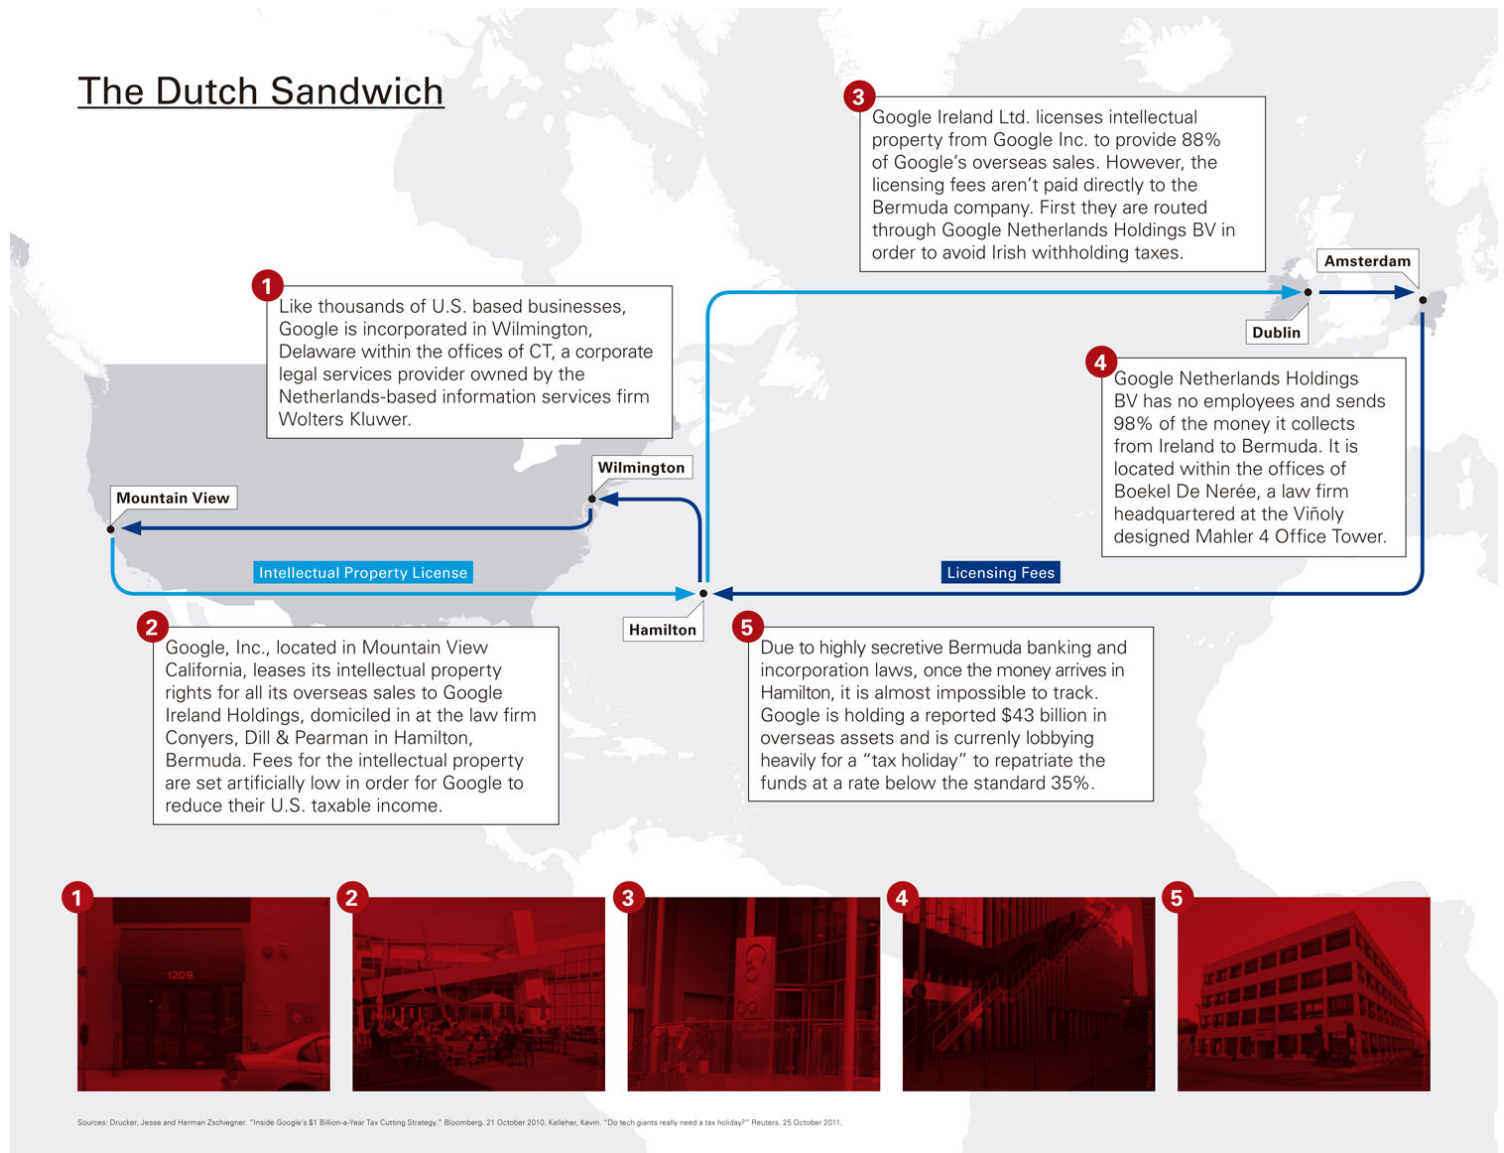 The Dutch Sandwich
3
Google Ireland Ltd. licenses intellectual
property from Google Inc. to provide 88%
of Google's overseas sales. However, the
licensing fees aren't paid directly to the
Bermuda company. First they are routed
through Google Netherlands Holdings BV in
order to avoid Irish withholding taxes.
Amsterdam
Dublin
1
Like thousands of U.S. based businesses,
Google is incorporated in Wilmington,
Delaware within the offices of CT, a corporate
legal services provider owned by the
Netherlands-based information services firm
Wolters Kluwer.
4
Google Netherlands Holdings
BV has no employees and sends
98% of the money it collects
from Ireland to Bermuda. It is
located within the offices of
Boekel De Nerée, a law firm
headquartered at the Viñoly
designed Mahler 4 Office Tower.
Wilmington
Mountain View
Intellectual Property License
Licensing Fees
Hamilton
2
Google, Inc., located in Mountain View
California, leases its intellectual property
rights for all its overseas sales to Google
Ireland Holdings, domiciled in at the law firm
Conyers, Dill & Pearman in Hamilton,
Bermuda. Fees for the intellectual property
are set artificially low in order for Google to
reduce their U.S. taxable income.
5
Due to highly secretive Bermuda banking and
incorporation laws, once the money arrives in
Hamilton, it is almost impossible to track.
Google is holding a reported $43 billion in
overseas assets and is currenly lobbying
heavily for a “tax holiday” to repatriate the
funds at a rate below the standard 35%.
1
2
3
4
5
1209
CT
Goog
Sources: Drucker, Jesse and Herman Zschiegner. "Inside Google's $1 Billion-a-Year Tax Cutting Strategy." Bloomberg. 21 October 2010. Kelleher, Kevin. "Do tech giants really need a tax holiday?" Reuters. 25 October 2011.